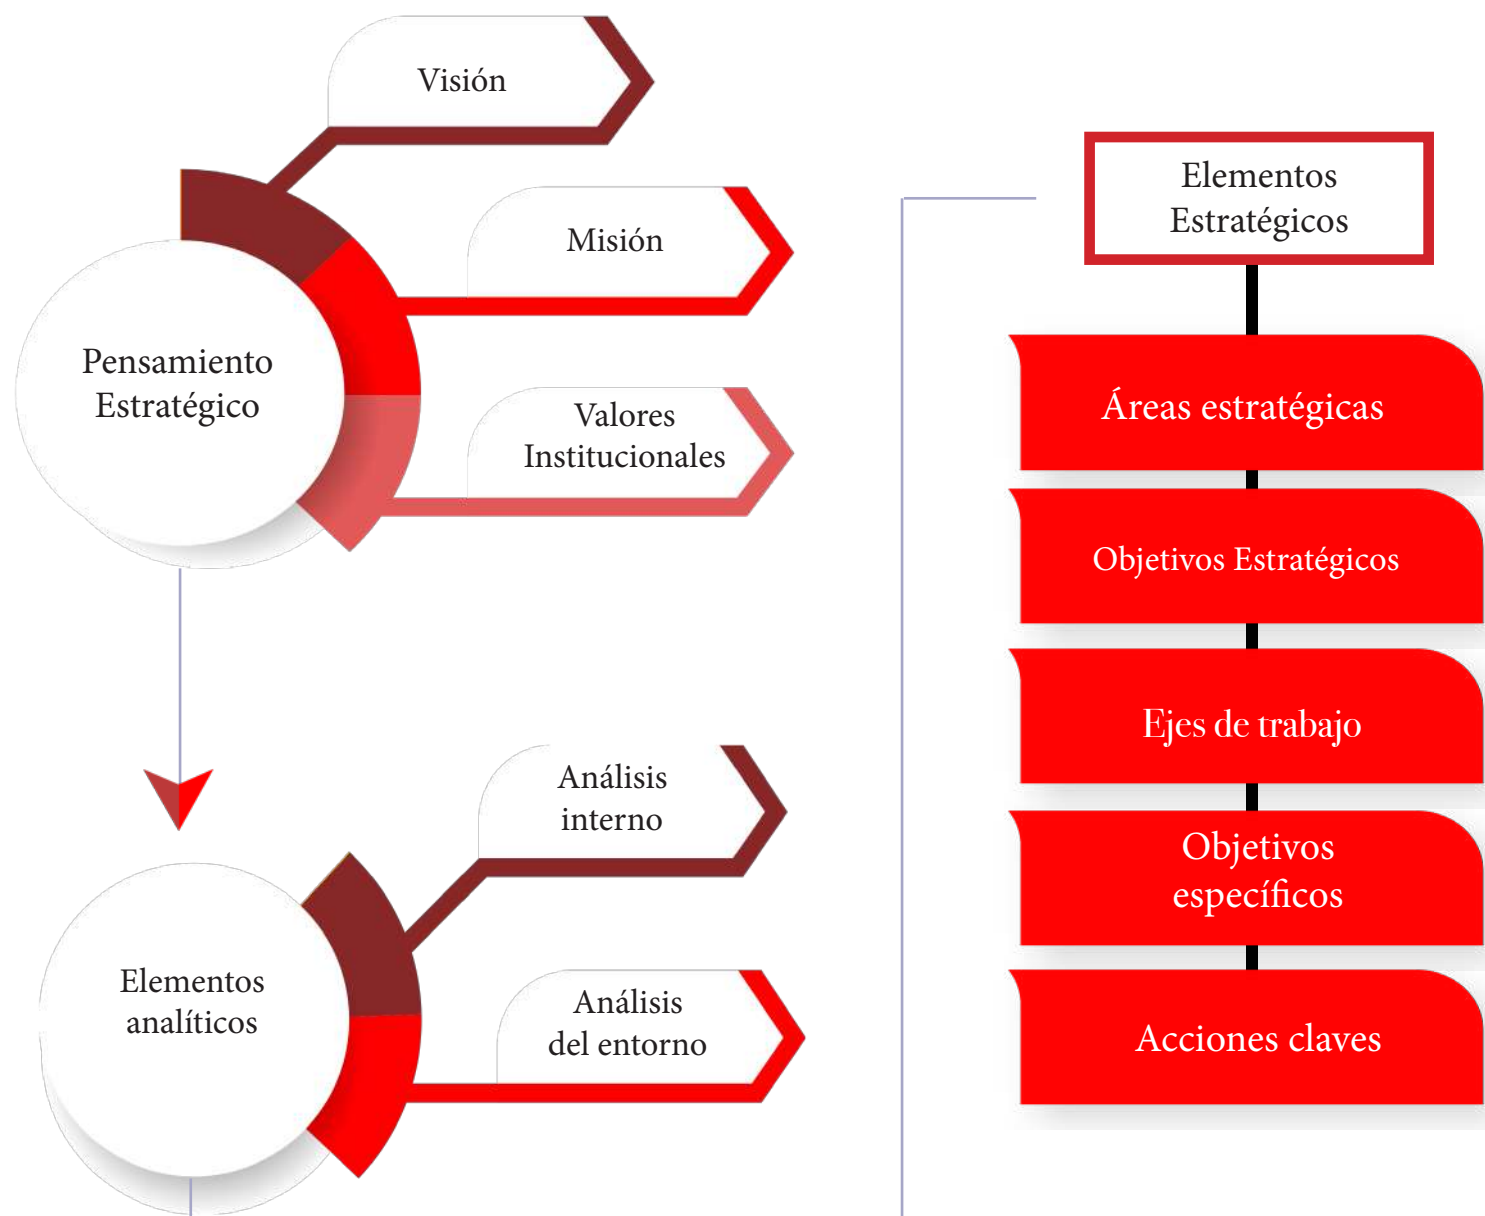 Visión
Misión
Pensamiento
Estratégico
Valores
Institucionales
Análisis
interno
Elementos
analíticos
Análisis
del entorno
Elementos
Estratégicos
Áreas estratégicas
Objetivos Estratégicos
Ejes de trabajo
Objetivos
específicos
Acciones claves